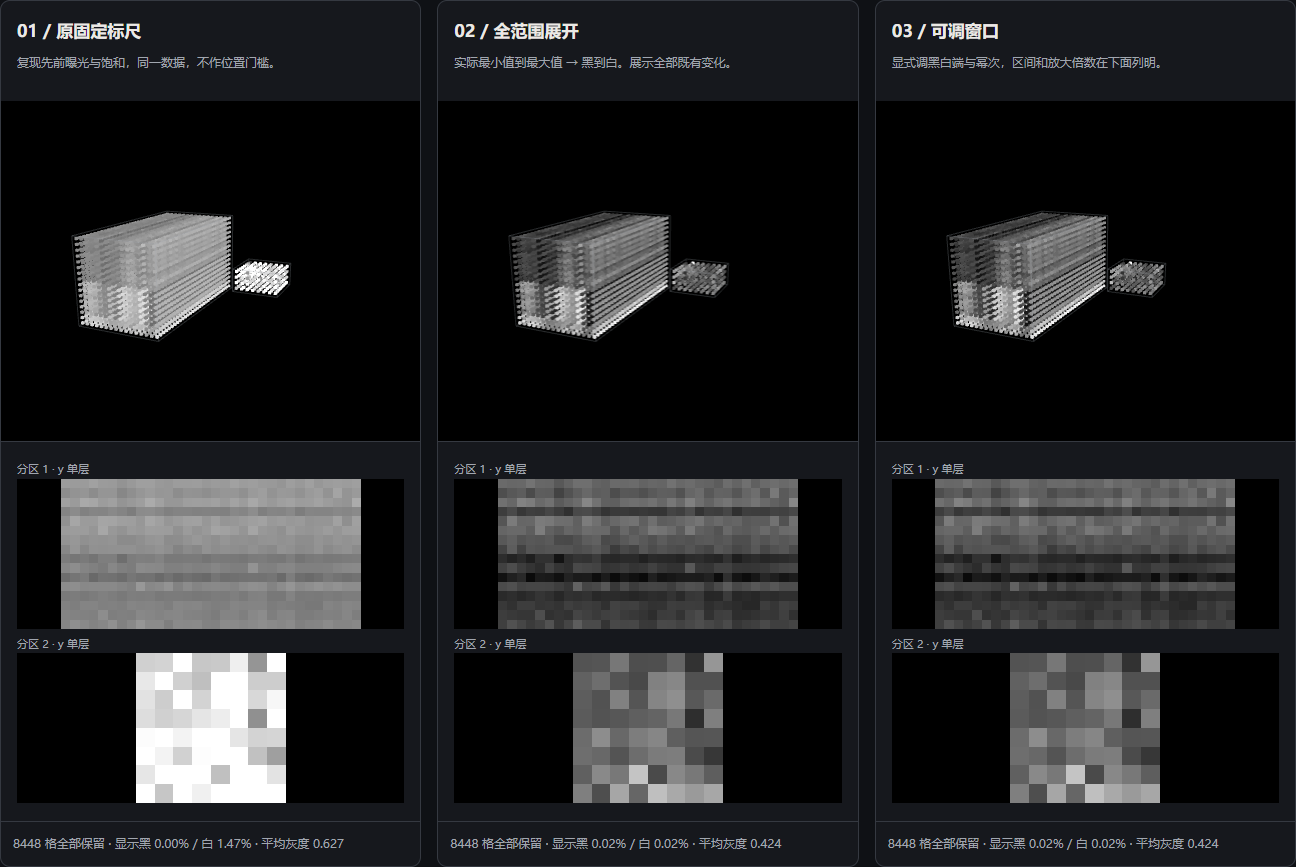 01 / 原固定标尺
复现先前曝光与饱和，同一数据，不作位置门槛。
分区 1 · y 单层
分区 2 · y 单层
8448 格全部保留 · 显示黑 0.00% / 白 1.47% · 平均灰度 0.627
02 / 全范围展开
实际最小值到最大值 → 黑到白。展示全部既有变化。
分区 1 · y 单层
分区 2 · y 单层
8448 格全部保留 · 显示黑 0.02% / 白 0.02% · 平均灰度 0.424
03 / 可调窗口
显式调黑白端与幂次，区间和放大倍数在下面列明。
分区 1 · y 单层
分区 2 · y 单层
8448 格全部保留 · 显示黑 0.02% / 白 0.02% · 平均灰度 0.424